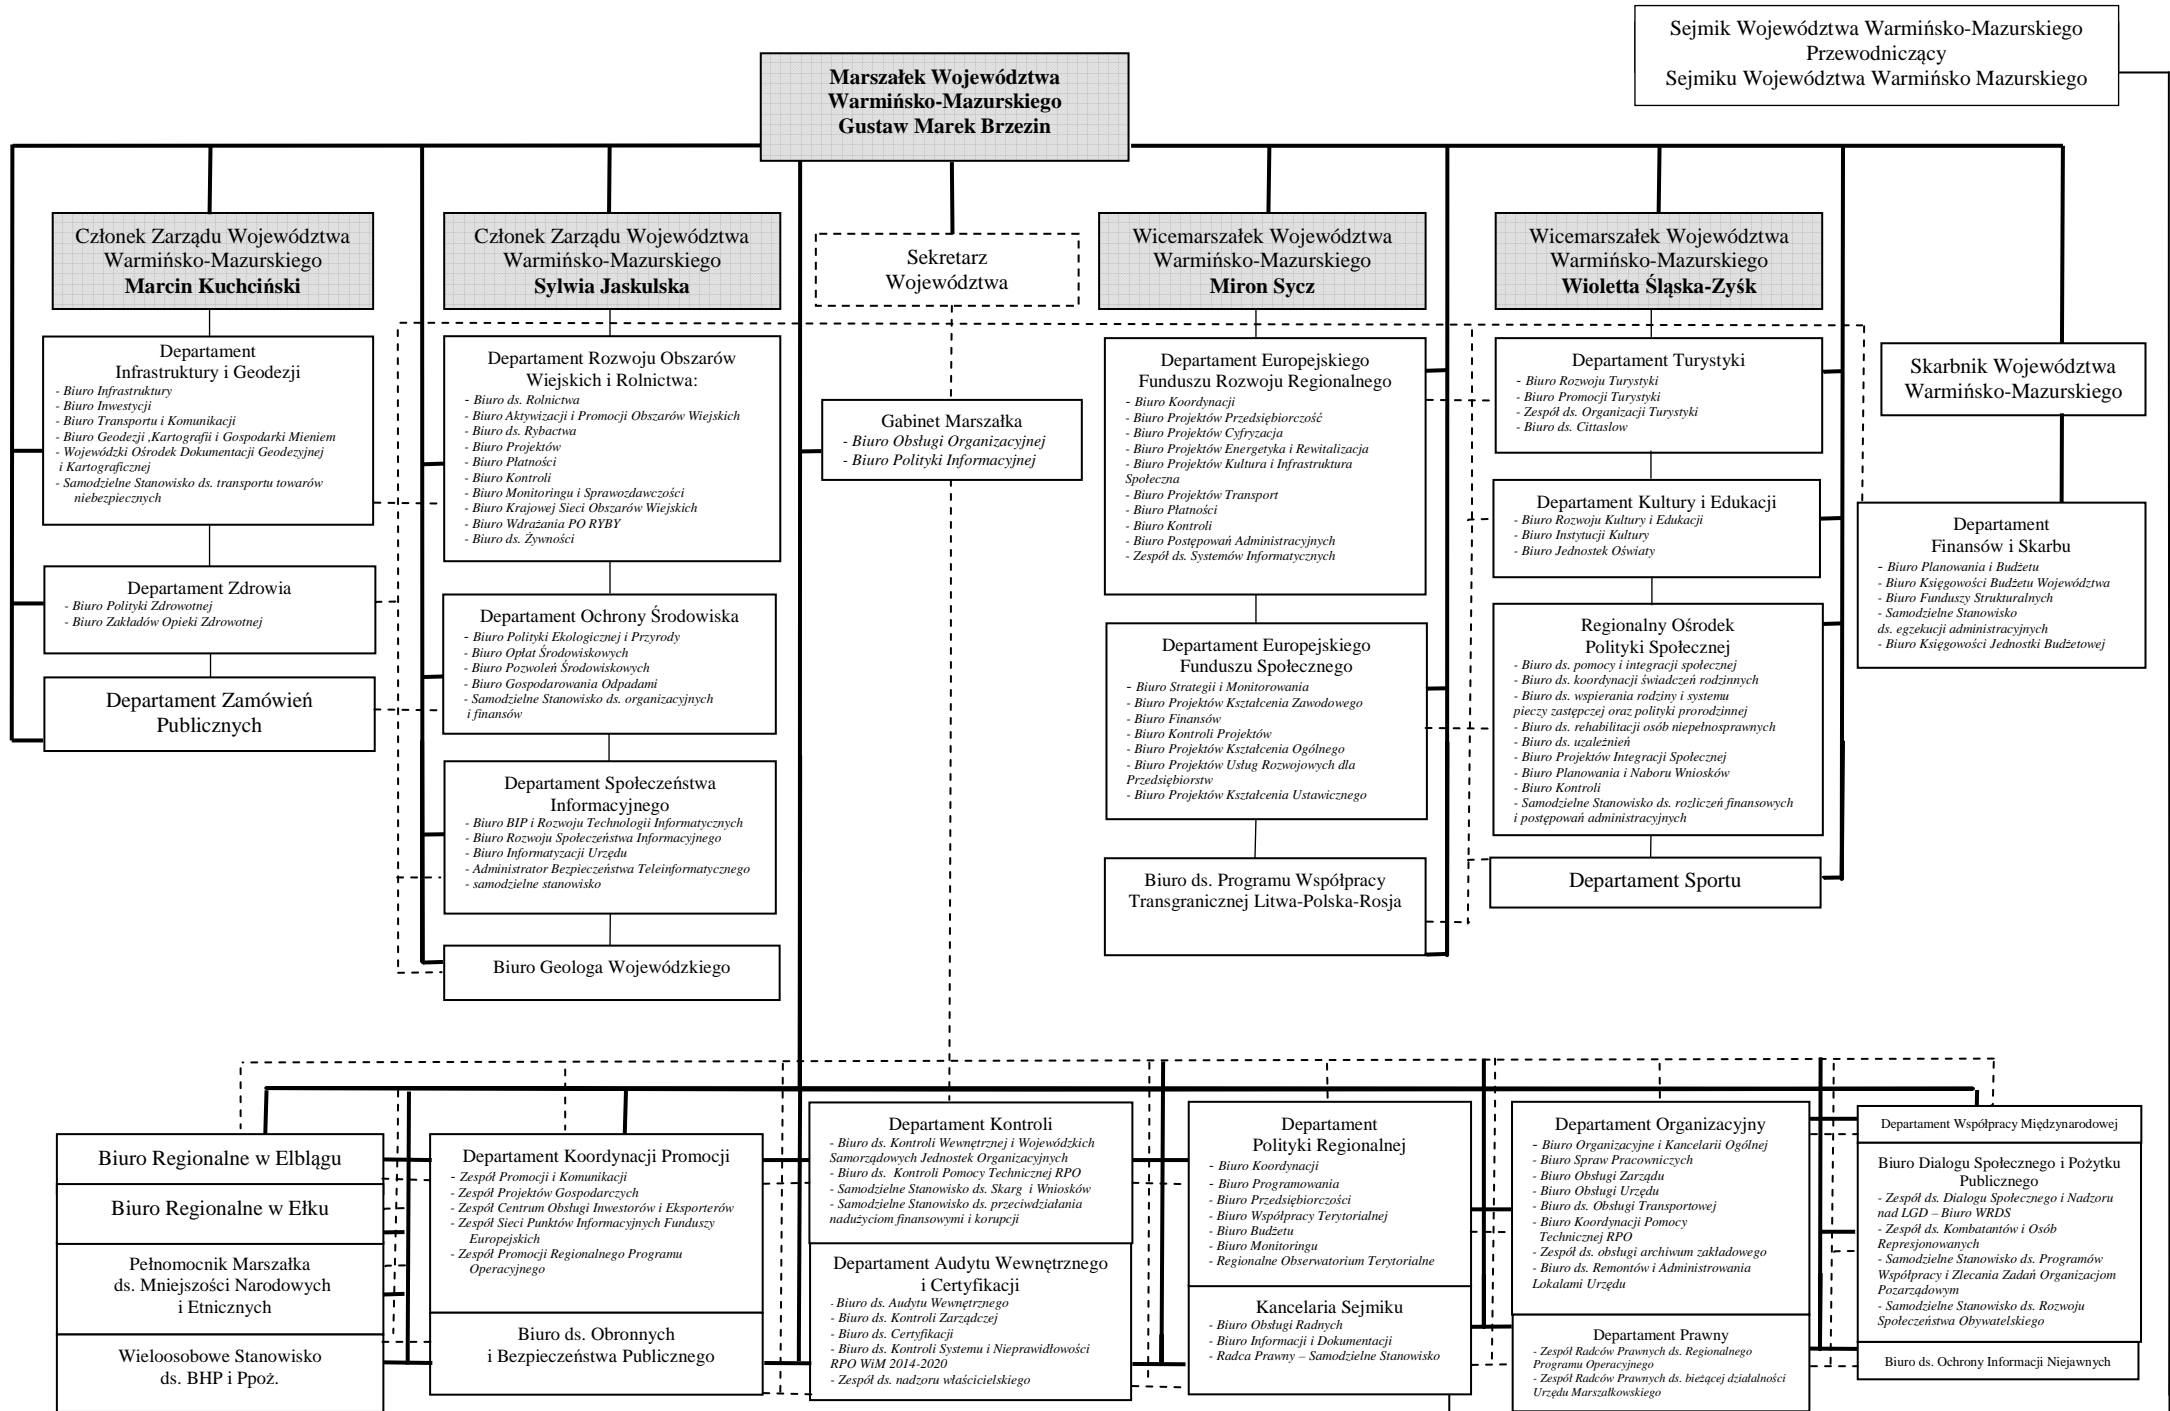 Sejmik Województwa Warmińsko-Mazurskiego
Przewodniczący
Sejmiku Województwa Warmińsko Mazurskiego
Marszałek Województwa
Warmińsko-Mazurskiego
Gustaw Marek Brzezin
Członek Zarządu Województwa
Warmińsko-Mazurskiego
Marcin Kuchciński
Członek Zarządu Województwa
Warmińsko-Mazurskiego
Sylwia Jaskulska
Sekretarz
Województwa
Wicemarszałek Województwa
Warmińsko-Mazurskiego
Miron Sycz
Wicemarszałek Województwa
Warmińsko-Mazurskiego
Wioletta Śląska-Zyśk
Departament
Infrastruktury i Geodezji
- Biuro Infrastruktury
- Biuro Inwestycji
- Biuro Transportu i Komunikacji
- Biuro Geodezji ,Kartografii i Gospodarki Mieniem
- Wojewódzki Ośrodek Dokumentacji Geodezyjnej
i Kartograficznej
- Samodzielne Stanowisko ds. transportu towarów
niebezpiecznych
Departament Zdrowia
- Biuro Polityki Zdrowotnej
- Biuro Zakładów Opieki Zdrowotnej
Departament Zamówień
Publicznych
Departament Rozwoju Obszarów
Wiejskich i Rolnictwa:
- Biuro ds. Rolnictwa
- Biuro Aktywizacji i Promocji Obszarów Wiejskich
- Biuro ds. Rybactwa
- Biuro Projektów
- Biuro Płatności
- Biuro Kontroli
- Biuro Monitoringu i Sprawozdawczości
- Biuro Krajowej Sieci Obszarów Wiejskich
- Biuro Wdrażania PO RYBY
- Biuro ds. Żywności
Departament Ochrony Środowiska
- Biuro Polityki Ekologicznej i Przyrody
- Biuro Opłat Środowiskowych
- Biuro Pozwoleń Środowiskowych
- Biuro Gospodarowania Odpadami
- Samodzielne Stanowisko ds. organizacyjnych
i finansów
Departament Społeczeństwa
Informacyjnego
- Biuro BIP i Rozwoju Technologii Informatycznych
- Biuro Rozwoju Społeczeństwa Informacyjnego
- Biuro Informatyzacji Urzędu
- Administrator Bezpieczeństwa Teleinformatycznego
- samodzielne stanowisko
Biuro Geologa Wojewódzkiego
Gabinet Marszałka
- Biuro Obsługi Organizacyjnej
- Biuro Polityki Informacyjnej
Departament Europejskiego
Funduszu Rozwoju Regionalnego
- Biuro Koordynacji
- Biuro Projektów Przedsiębiorczość
- Biuro Projektów Cyfryzacja
- Biuro Projektów Energetyka i Rewitalizacja
- Biuro Projektów Kultura i Infrastruktura
Społeczna
- Biuro Projektów Transport
- Biuro Płatności
- Biuro Kontroli
- Biuro Postępowań Administracyjnych
- Zespół ds. Systemów Informatycznych
Departament Europejskiego
Funduszu Społecznego
- Biuro Strategii i Monitorowania
- Biuro Projektów Kształcenia Zawodowego
- Biuro Finansów
- Biuro Kontroli Projektów
- Biuro Projektów Kształcenia Ogólnego
- Biuro Projektów Usług Rozwojowych dla
Przedsiębiorstw
- Biuro Projektów Kształcenia Ustawicznego
Biuro ds. Programu Współpracy
Transgranicznej Litwa-Polska-Rosja
Departament Turystyki
- Biuro Rozwoju Turystyki
- Biuro Promocji Turystyki
- Zespół ds. Organizacji Turystyki
- Biuro ds. Cittaslow
Departament Kultury i Edukacji
- Biuro Rozwoju Kultury i Edukacji
- Biuro Instytucji Kultury
- Biuro Jednostek Oświaty
Regionalny Ośrodek
Polityki Społecznej
- Biuro ds. pomocy i integracji społecznej
- Biuro ds. koordynacji świadczeń rodzinnych
- Biuro ds. wspierania rodziny i systemu
pieczy zastępczej oraz polityki prorodzinnej
- Biuro ds. rehabilitacji osób niepełnosprawnych
- Biuro ds. uzależnień
- Biuro Projektów Integracji Społecznej
- Biuro Planowania i Naboru Wniosków
- Biuro Kontroli
- Samodzielne Stanowisko ds. rozliczeń finansowych
i postępowań administracyjnych
Departament Sportu
Skarbnik Województwa
Warmińsko-Mazurskiego
Departament
Finansów i Skarbu
- Biuro Planowania i Budżetu
- Biuro Księgowości Budżetu Województwa
- Biuro Funduszy Strukturalnych
- Samodzielne Stanowisko
ds. egzekucji administracyjnych
- Biuro Księgowości Jednostki Budżetowej
Biuro Regionalne w Elblągu
Biuro Regionalne w Ełku
Pełnomocnik Marszałka
ds. Mniejszości Narodowych
i Etnicznych
Wieloosobowe Stanowisko
ds. BHP i Ppoż.
Departament Koordynacji Promocji
- Zespół Promocji i Komunikacji
- Zespół Projektów Gospodarczych
- Zespół Centrum Obsługi Inwestorów i Eksporterów
- Zespół Sieci Punktów Informacyjnych Funduszy
Europejskich
- Zespół Promocji Regionalnego Programu
Operacyjnego
Biuro ds. Obronnych
i Bezpieczeństwa Publicznego
Departament Kontroli
- Biuro ds. Kontroli Wewnętrznej i Wojewódzkich
Samorządowych Jednostek Organizacyjnych
- Biuro ds. Kontroli Pomocy Technicznej RPO
- Samodzielne Stanowisko ds. Skarg i Wniosków
- Samodzielne Stanowisko ds. przeciwdziałania
nadużyciom finansowymi i korupcji
Departament Audytu Wewnętrznego
i Certyfikacji
- Biuro ds. Audytu Wewnętrznego
- Biuro ds. Kontroli Zarządczej
- Biuro ds. Certyfikacji
- Biuro ds. Kontroli Systemu i Nieprawidłowości
RPO WiM 2014-2020
- Zespół ds. nadzoru właścicielskiego
Departament
Polityki Regionalnej
- Biuro Koordynacji
- Biuro Programowania
- Biuro Przedsiębiorczości
- Biuro Współpracy Terytorialnej
- Biuro Budżetu
- Biuro Monitoringu
- Regionalne Obserwatorium Terytorialne
Kancelaria Sejmiku
- Biuro Obsługi Radnych
- Biuro Informacji i Dokumentacji
- Radca Prawny – Samodzielne Stanowisko
Departament Organizacyjny
- Biuro Organizacyjne i Kancelarii Ogólnej
- Biuro Spraw Pracowniczych
- Biuro Obsługi Zarządu
- Biuro Obsługi Urzędu
- Biuro ds. Obsługi Transportowej
- Biuro Koordynacji Pomocy
Technicznej RPO
- Zespół ds. obsługi archiwum zakładowego
- Biuro ds. Remontów i Administrowania
Lokalami Urzędu
Departament Prawny
- Zespół Radców Prawnych ds. Regionalnego
Programu Operacyjnego
- Zespół Radców Prawnych ds. bieżącej działalności
Urzędu Marszałkowskiego
Departament Współpracy Międzynarodowej
Biuro Dialogu Społecznego i Pożytku
Publicznego
- Zespół ds. Dialogu Społecznego i Nadzoru
nad LGD – Biuro WRDS
- Zespół ds. Kombatantów i Osób
Represjonowanych
- Samodzielne Stanowisko ds. Programów
Współpracy i Zlecania Zadań Organizacjom
Pozarządowym
- Samodzielne Stanowisko ds. Rozwoju
Społeczeństwa Obywatelskiego
Biuro ds. Ochrony Informacji Niejawnych